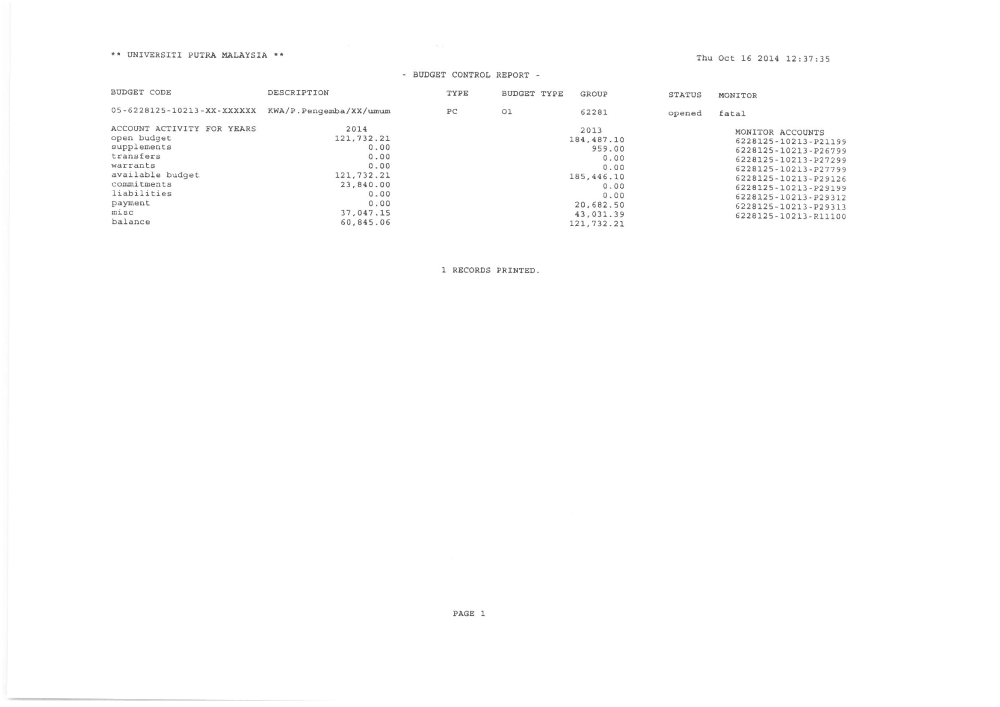 ** UNIVERSITI PUTRA MALAYSIA ** Thu Oct 16 2014 12:37:35
- BUDGET CONTROL REPORT -
BUDGET CODE DESCRIPTION TYPE BUDGET TYPE GROUP STATUS MONITOR
05-6228125-10213-XX-XXXXXX KWA/P.Pengemba/XX/umum PC O1 62281 opened fatal
ACCOUNT ACTIVITY FOR YEARS 2014 2013 MONITOR ACCOUNTS
open budget 121,732.21 184,487.10 6228125-10213-P21199
supplements 0.00 959.00 6228125-10213-P26799
transfers 0.00 0.00 6228125-10213-P27299
warrants 0.00 0.00 6228125-10213-P27799
available budget 121,732.21 185,446.10 6228125-10213-P29126
commitments 23,840.00 0.00 6228125-10213-P29199
liabilities 0.00 0.00 6228125-10213-P29312
payment 0.00 20,682.50 6228125-10213-P29313
misc 37,047.15 43,031.39 6228125-10213-R11100
balance 60,845.06 121,732.21
1 RECORDS PRINTED.
PAGE 1